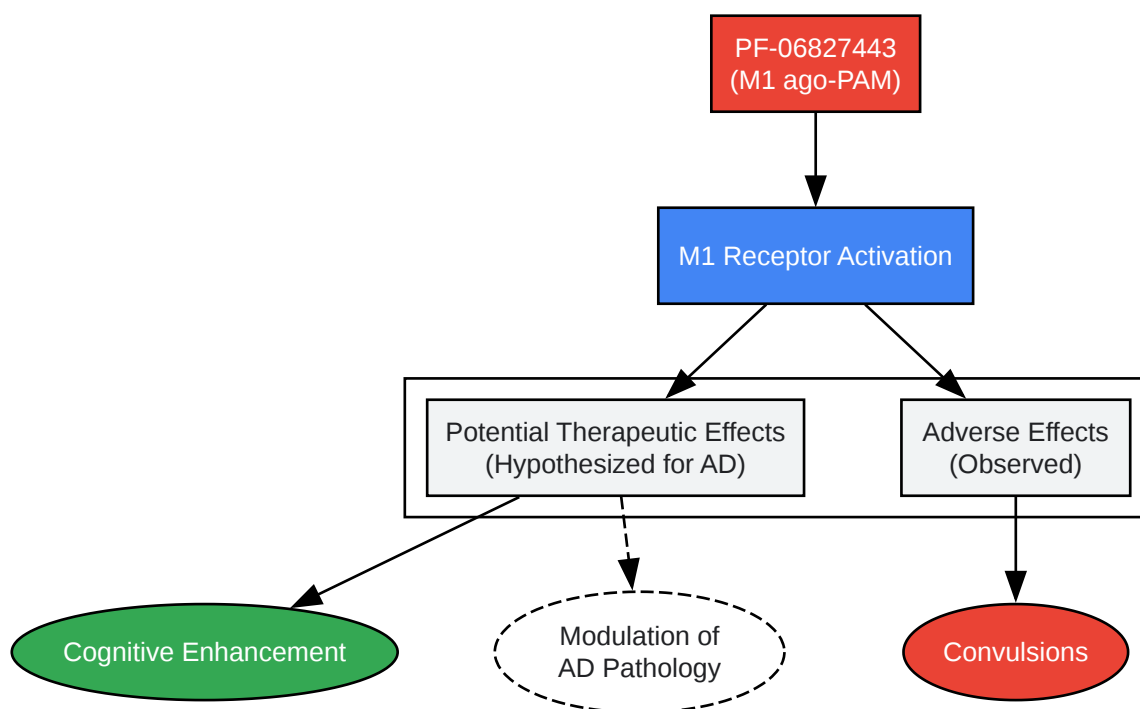 PF-06827443
(M1 ago-PAM)
M1 Receptor Activation
Potential Therapeutic Effects
(Hypothesized for AD)
Adverse Effects
(Observed)
Cognitive Enhancement
Modulation of
AD Pathology
Convulsions